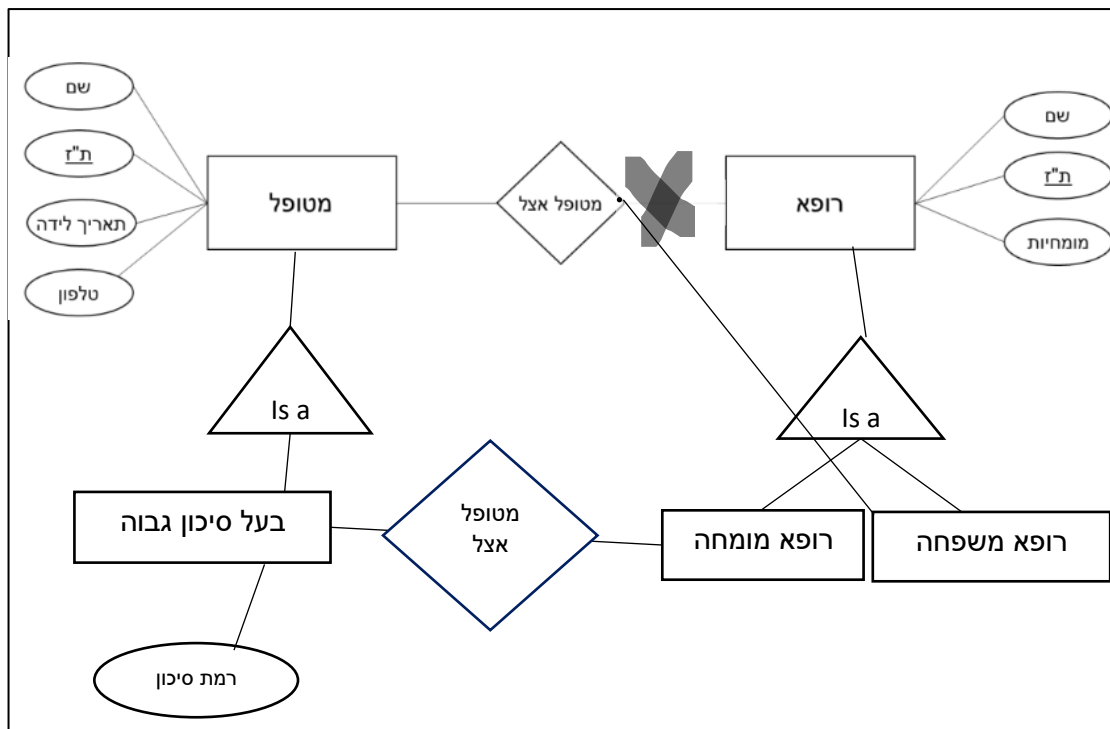 שם
שם
ת"ז
ת"ז
רופא
מטופל אצל
מטופל
תאריך לידה
מומחיות
טלפון
Is a
Is a
רופא משפחה
רופא מומחה
מטופל
אצל
בעל סיכון גבוה
רמת סיכון